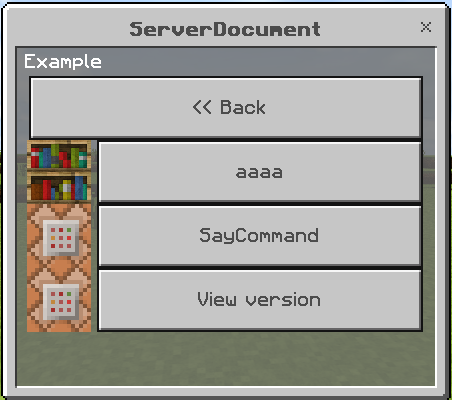 ServerDocument
Example
<< Back
aaaa
SayCommand
View version